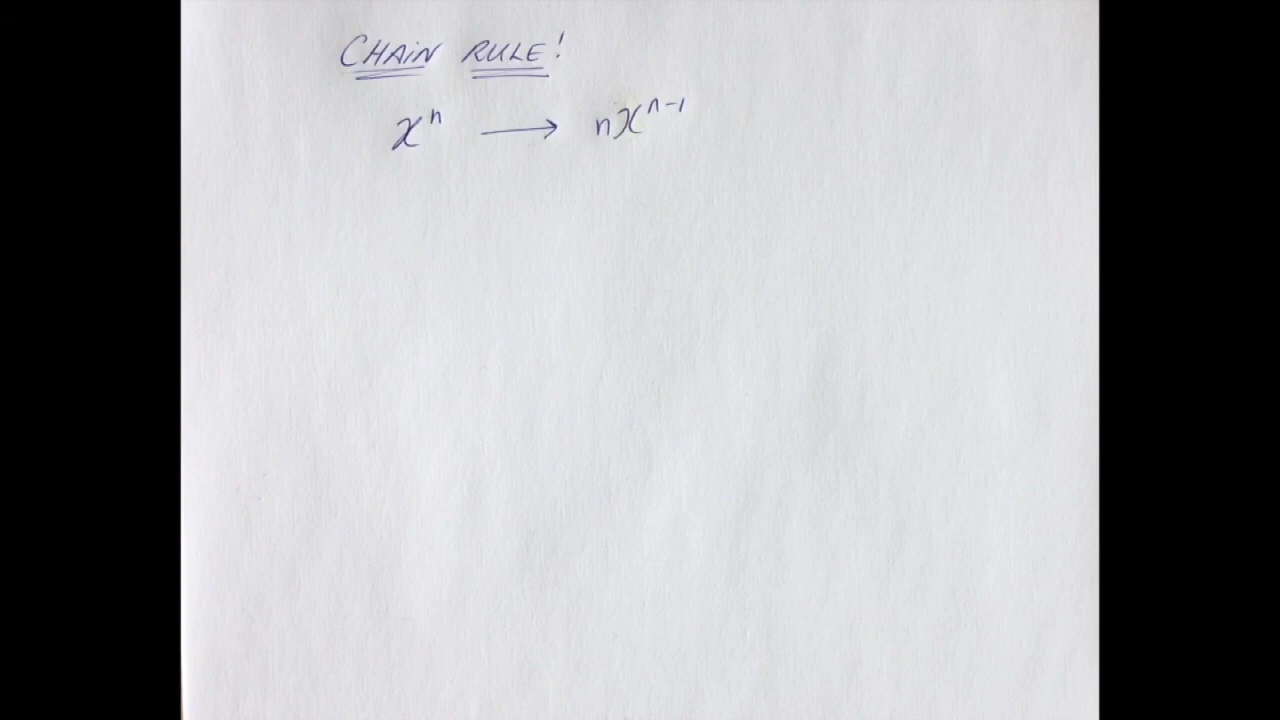 CHAIN RULE!
xⁿ ⟶ nxⁿ⁻¹